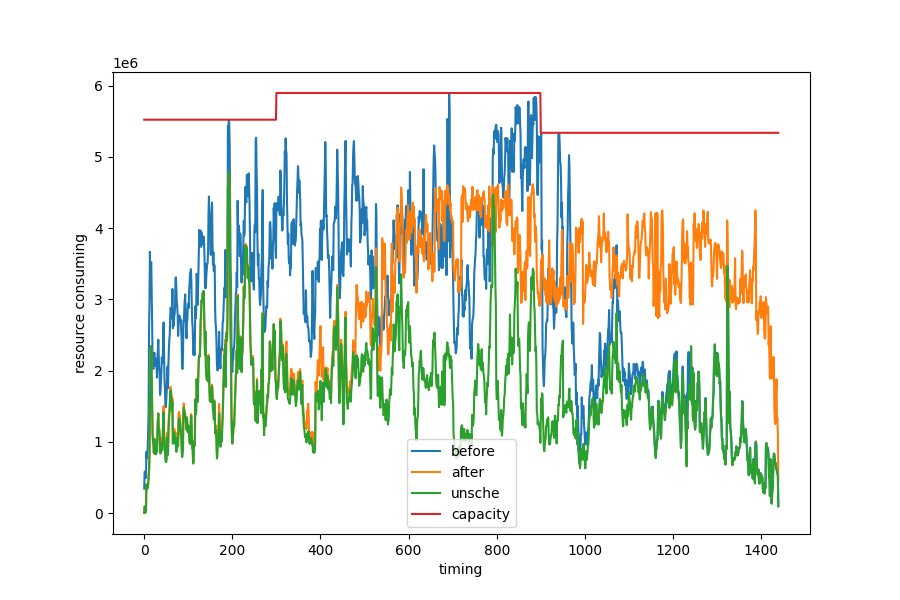 1e6
6
5
4
3
2
1
0
resource consuming
before
after
unsche
capacity
0 200 400 600 800 1000 1200 1400
timing